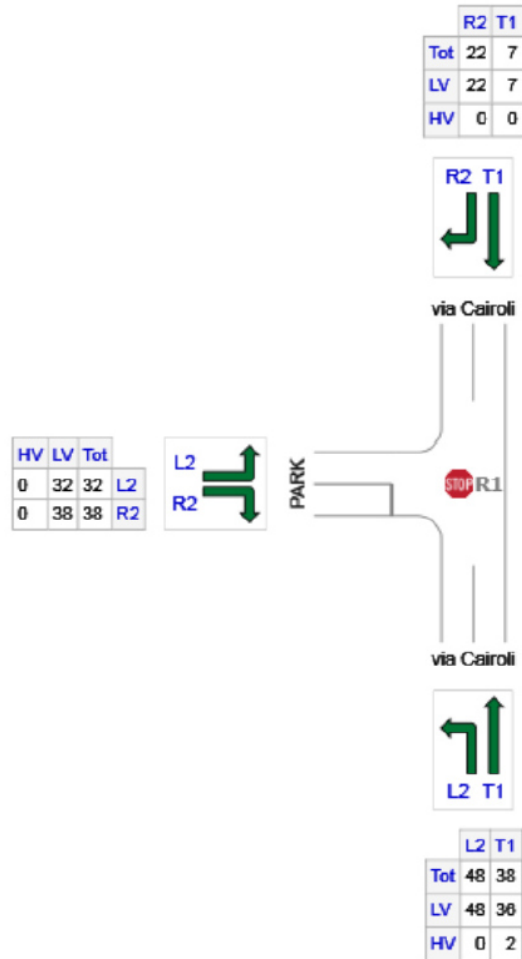 R2 T1
Tot 22 7
LV 22 7
HV 0 0
R2 T1
via Cairoli
HV LV Tot
0 32 32 L2
0 38 38 R2
L2
R2
PARK
STOP R1
via Cairoli
L2 T1
L2 T1
Tot 48 38
LV 48 36
HV 0 2